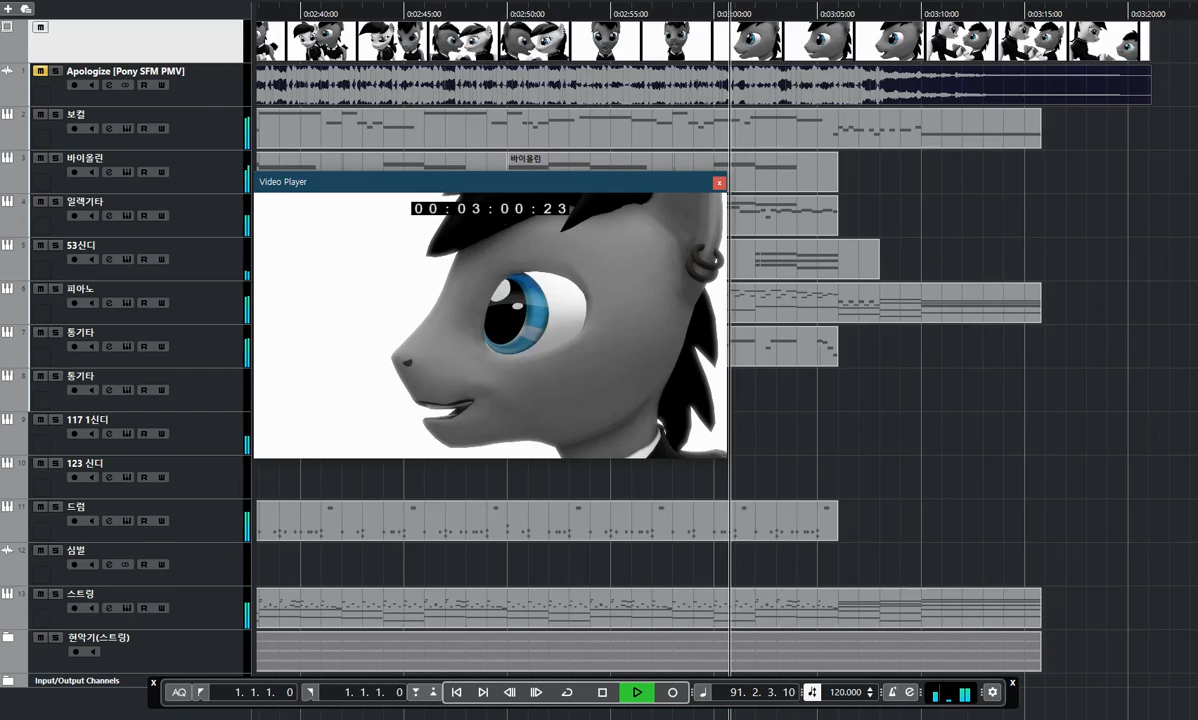 0:02:40:00
0:02:45:00
0:02:50:00
0:02:55:00
0:03:00:00
0:03:05:00
0:03:10:00
0:03:15:00
0:03:20:00
m
1 m S Apologize [Pony SFM PMV]
R W
2 m S 보컬
e R W
3 m S 바이올린
e R W
바이올린
Video Player x
00:03:00:23
4 m S 일렉기타
e R W
5 m S 53신디
e R W
6 m S 피아노
e R W
7 m S 통기타
e R W
8 m S 통기타
e R W
9 m S 117 1신디
e R W
10 m S 123 신디
e R W
11 m S 드럼
e R W
12 m S 심벌
e R W
13 m S 스트링
e R W
m S 현악기(스트링)
Input/Output Channels
x AQ 1. 1. 1. 0 1. 1. 1. 0 91. 2. 3. 10 120.000 x